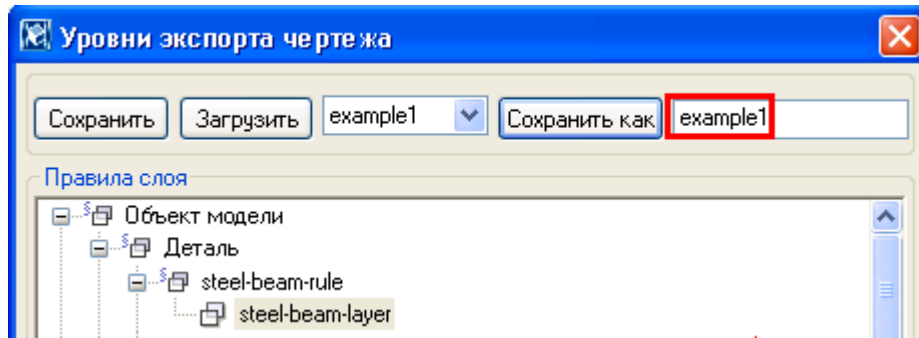 Уровни экспорта чертежа
Сохранить Загрузить example1 Сохранить как example1
Правила слоя
Объект модели
Деталь
steel-beam-rule
steel-beam-layer